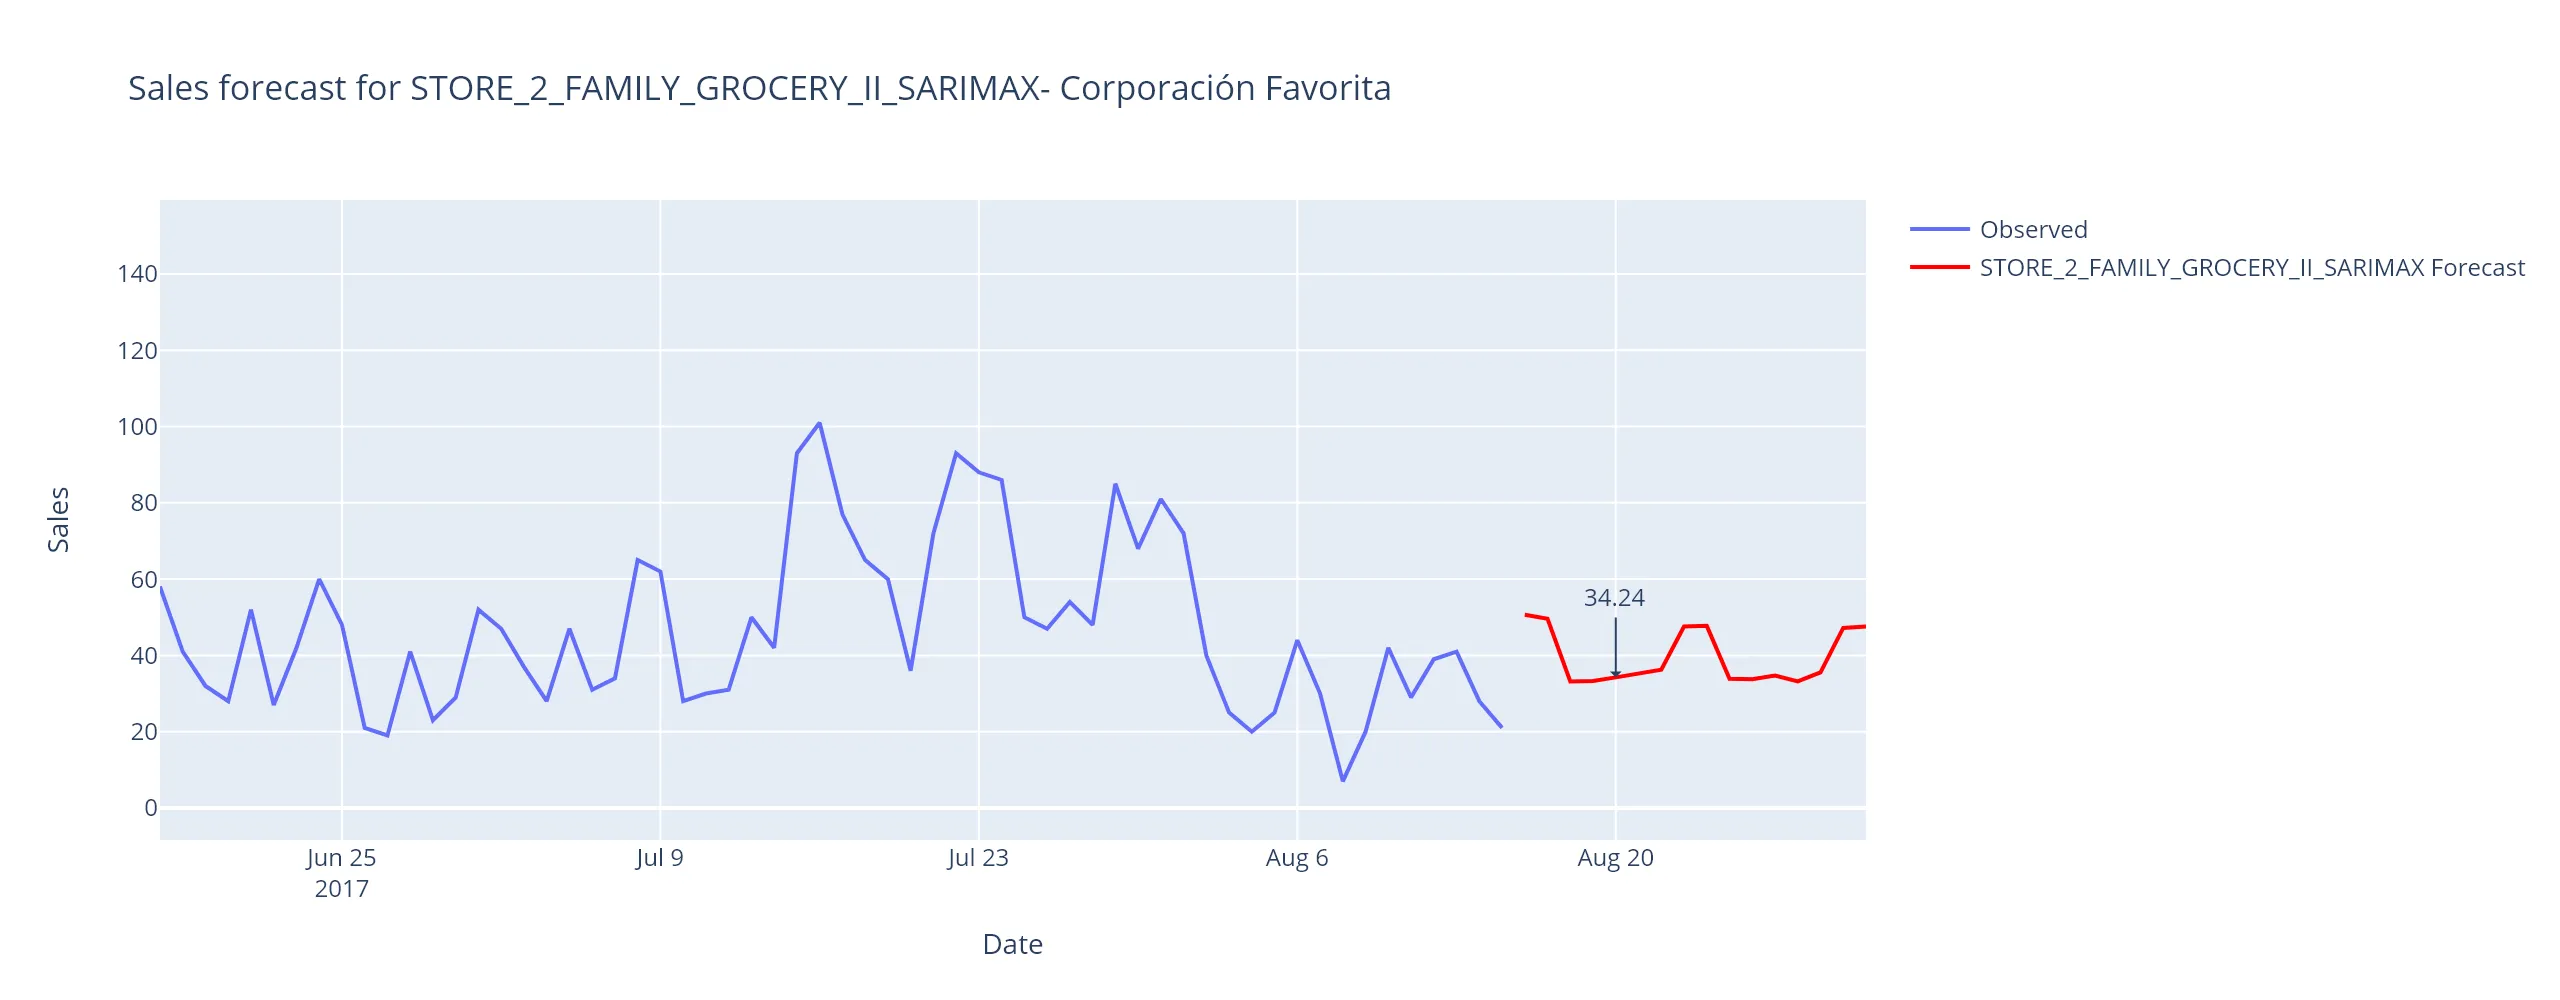 Sales forecast for STORE_2_FAMILY_GROCERY_II_SARIMAX- Corporación Favorita
Observed
STORE_2_FAMILY_GROCERY_II_SARIMAX Forecast
140
120
100
80
60
40
20
0
Sales
34.24
Jun 25
2017
Jul 9
Jul 23
Aug 6
Aug 20
Date